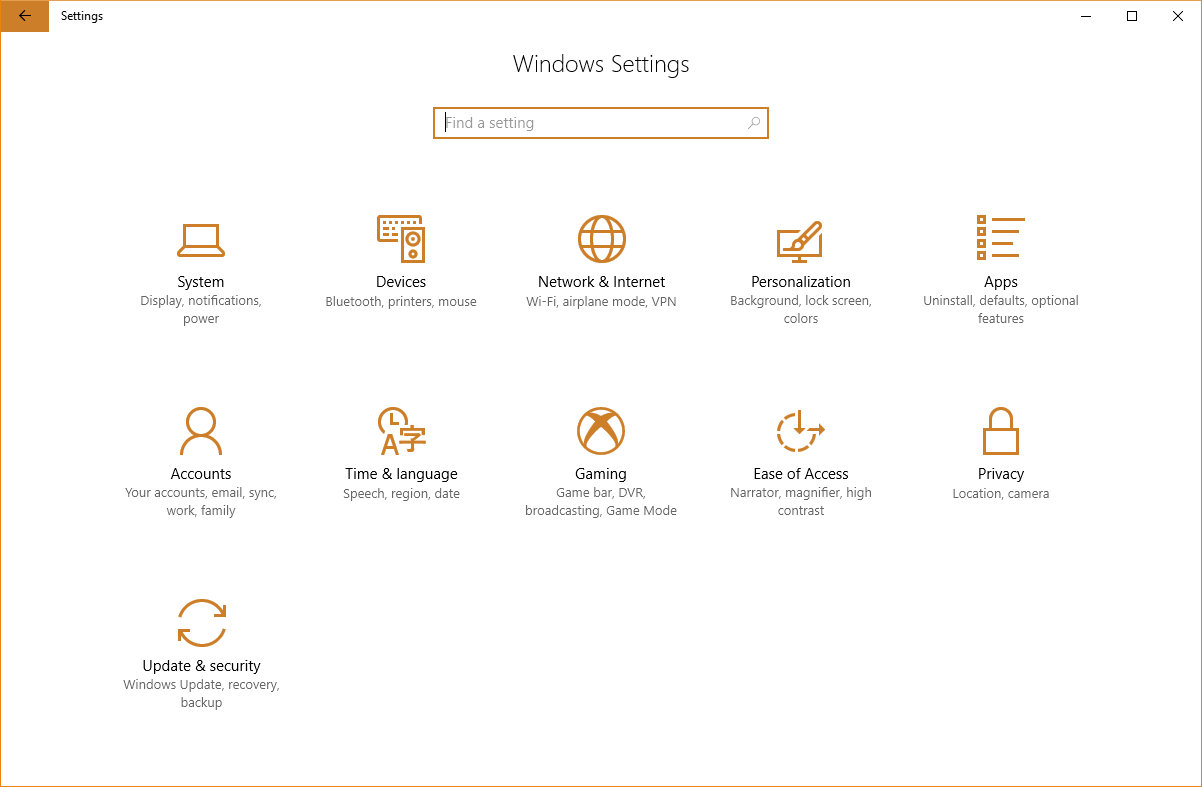 Settings
Windows Settings
Find a setting
System
Display, notifications,
power
Devices
Bluetooth, printers, mouse
Network & Internet
Wi-Fi, airplane mode, VPN
Personalization
Background, lock screen,
colors
Apps
Uninstall, defaults, optional
features
Accounts
Your accounts, email, sync,
work, family
A字
Time & language
Speech, region, date
Gaming
Game bar, DVR,
broadcasting, Game Mode
Ease of Access
Narrator, magnifier, high
contrast
Privacy
Location, camera
Update & security
Windows Update, recovery,
backup